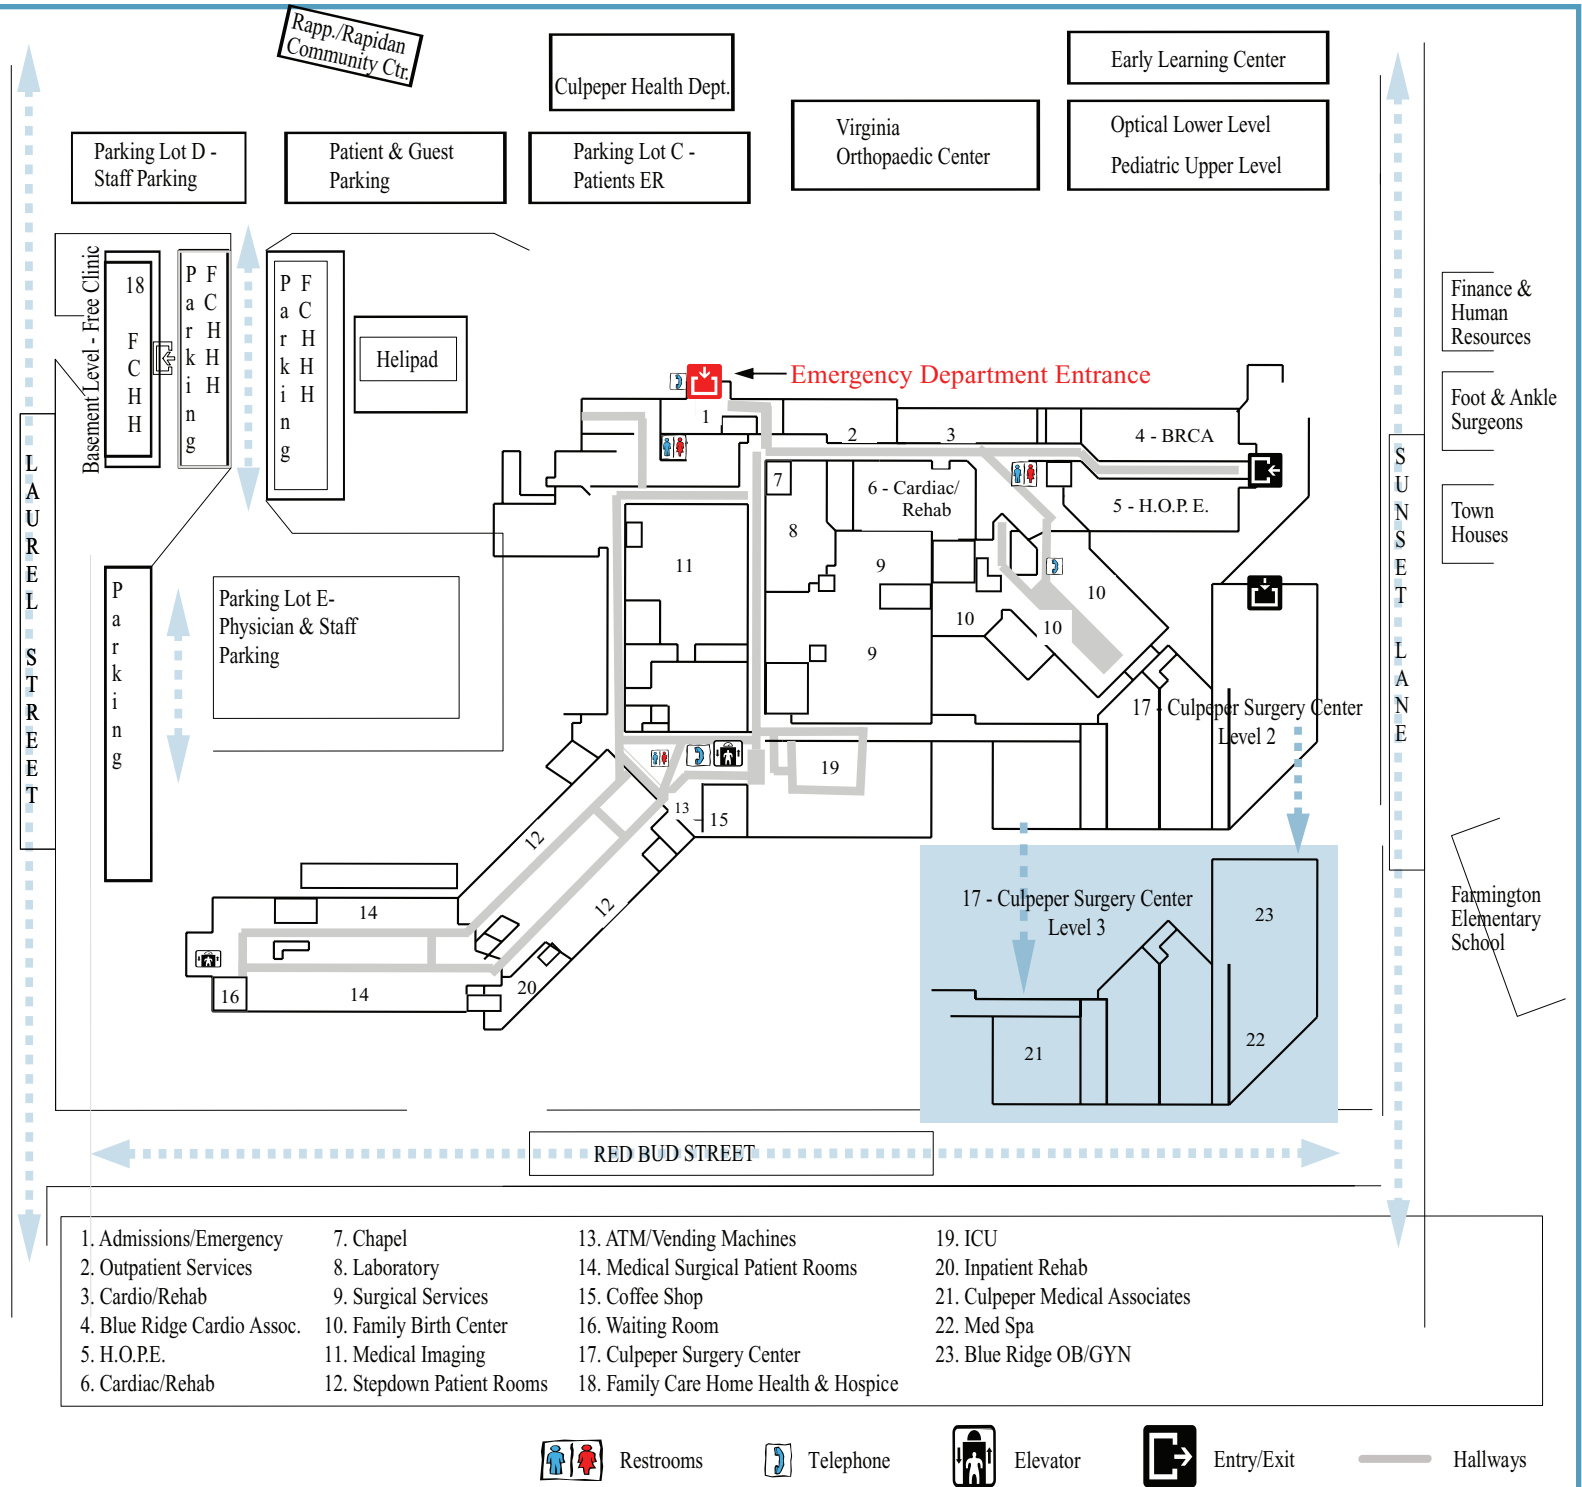 Rapp./Rapidan
Community Ctr.
Culpeper Health Dept.
Early Learning Center
Virginia
Orthopaedic Center
Optical Lower Level
Pediatric Upper Level
Parking Lot D -
Staff Parking
Patient & Guest
Parking
Parking Lot C -
Patients ER
Basement Level - Free Clinic
18
FCHH
Parking
FCHHH
Parking
FCHHH
Helipad
Emergency Department Entrance
Finance &
Human
Resources
Foot & Ankle
Surgeons
Town
Houses
Farmington
Elementary
School
LAUREL STREET
SUNSET LANE
Parking
Parking Lot E-
Physician & Staff
Parking
1
2
3
4 - BRCA
5 - H.O.P. E.
6 - Cardiac/
Rehab
7
8
9
9
10
10
10
11
17 - Culpeper Surgery Center
Level 2
19
13
15
12
12
14
14
16
20
17 - Culpeper Surgery Center
Level 3
23
22
21
RED BUD STREET
1. Admissions/Emergency
2. Outpatient Services
3. Cardio/Rehab
4. Blue Ridge Cardio Assoc.
5. H.O.P.E.
6. Cardiac/Rehab
7. Chapel
8. Laboratory
9. Surgical Services
10. Family Birth Center
11. Medical Imaging
12. Stepdown Patient Rooms
13. ATM/Vending Machines
14. Medical Surgical Patient Rooms
15. Coffee Shop
16. Waiting Room
17. Culpeper Surgery Center
18. Family Care Home Health & Hospice
19. ICU
20. Inpatient Rehab
21. Culpeper Medical Associates
22. Med Spa
23. Blue Ridge OB/GYN
Restrooms
Telephone
Elevator
Entry/Exit
Hallways